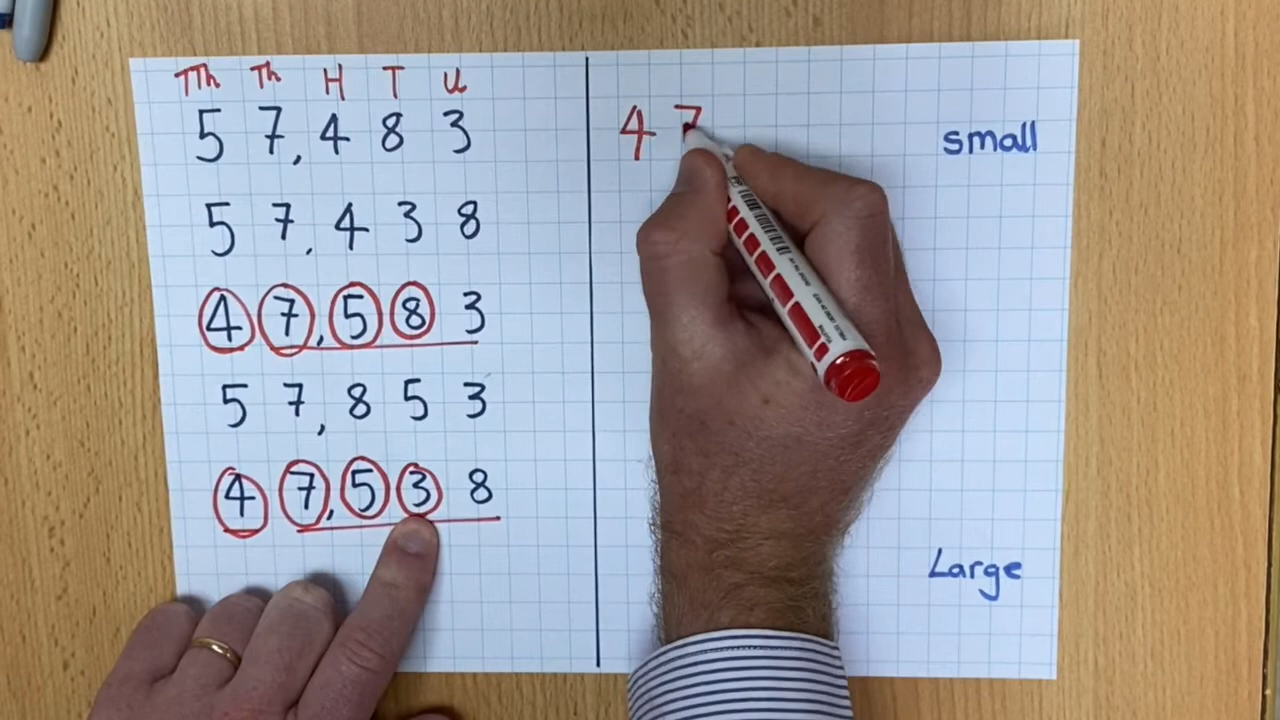 TTh Th H T U
5 7,4 8 3
5 7,4 3 8
4 7,5 8 3
5 7,8 5 3
4 7,5 3 8
4 7
small
Large